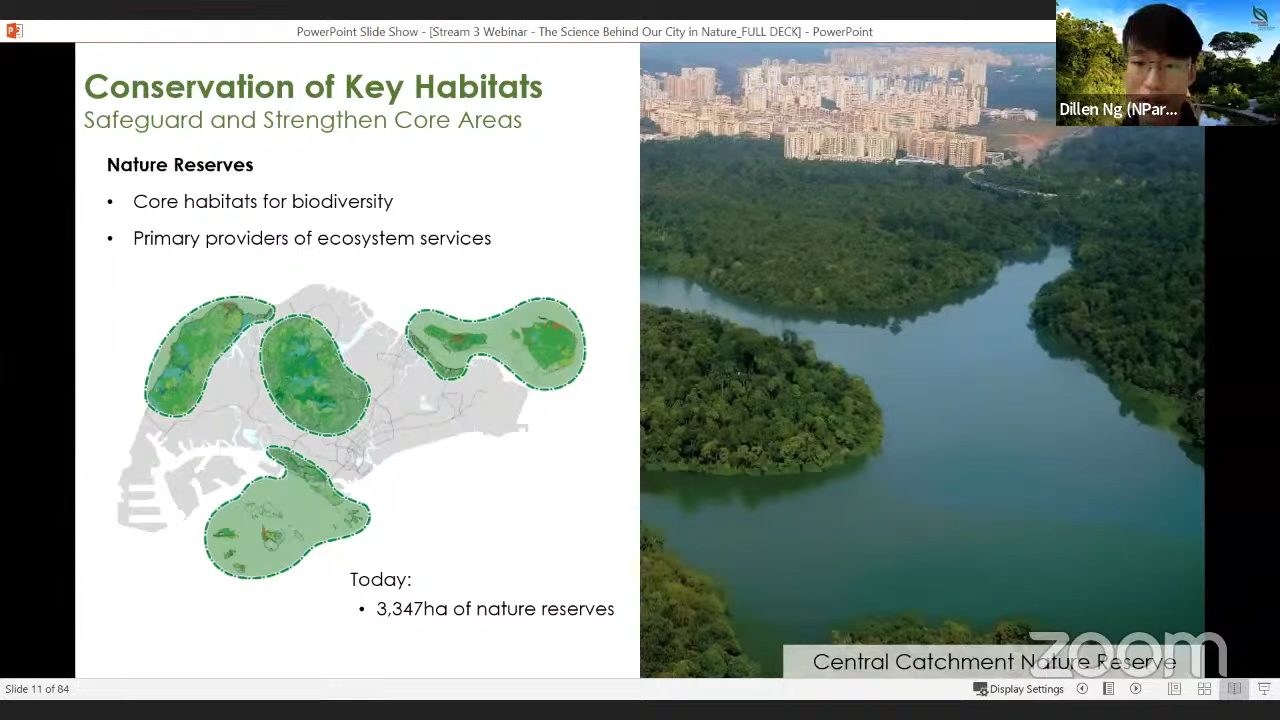 PowerPoint Slide Show - [Stream 3 Webinar - The Science Behind Our City in Nature_FULL DECK] - PowerPoint
Dillen Ng (NPar...
Conservation of Key Habitats
Safeguard and Strengthen Core Areas
Nature Reserves
• Core habitats for biodiversity
• Primary providers of ecosystem services
Today:
• 3,347ha of nature reserves
Central Catchment Nature Reserve
zoom
Slide 11 of 84
Display Settings